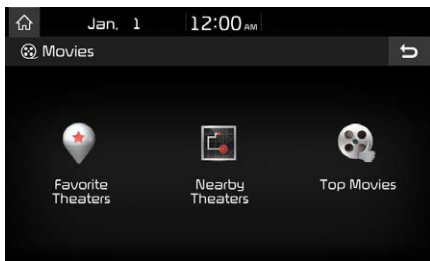 Jan. 1 12:00 AM
Movies
Favorite
Theaters
Nearby
Theaters
Top Movies